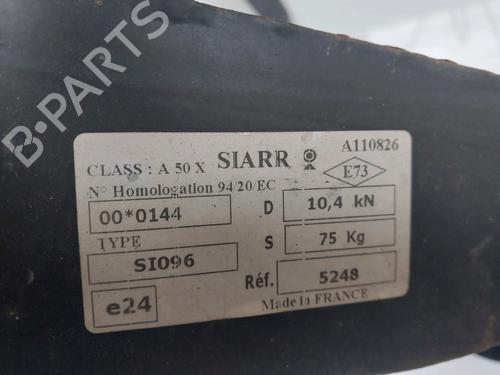 CLASS : A 50 X SIARR A110826
E73
N° Homologation 94/20/EC
00*0144 D 10,4 kN
TYPE S 75 Kg
SI096
Réf. 5248
e24 Made in FRANCE
B-PARTS